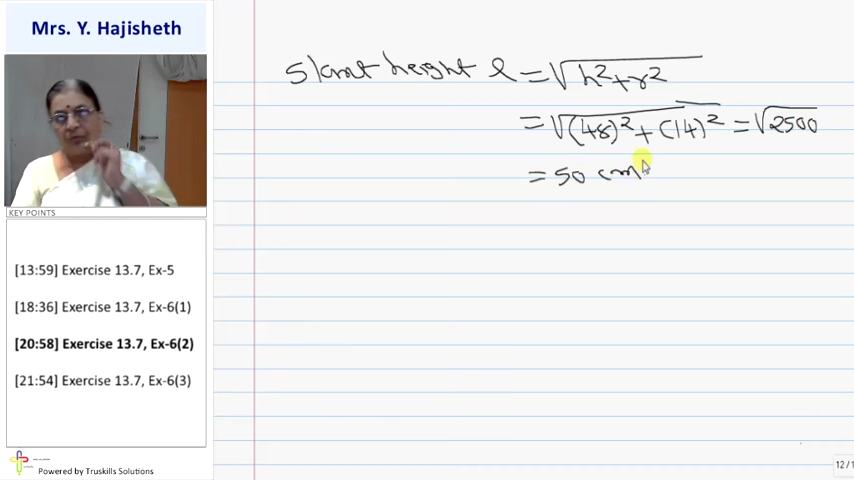 Mrs. Y. Hajisheth
KEY POINTS
[13:59] Exercise 13.7, Ex-5
[18:36] Exercise 13.7, Ex-6(1)
[20:58] Exercise 13.7, Ex-6(2)
[21:54] Exercise 13.7, Ex-6(3)
Powered by Truskills Solutions
Slant height l = √h²+r²
= √(48)²+(14)² = √2500
= 50 cm
12/1